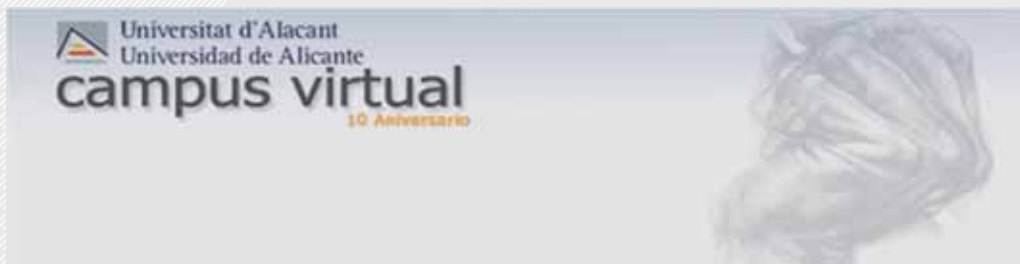 Universitat d'Alacant
Universidad de Alicante
campus virtual
10 Aniversario